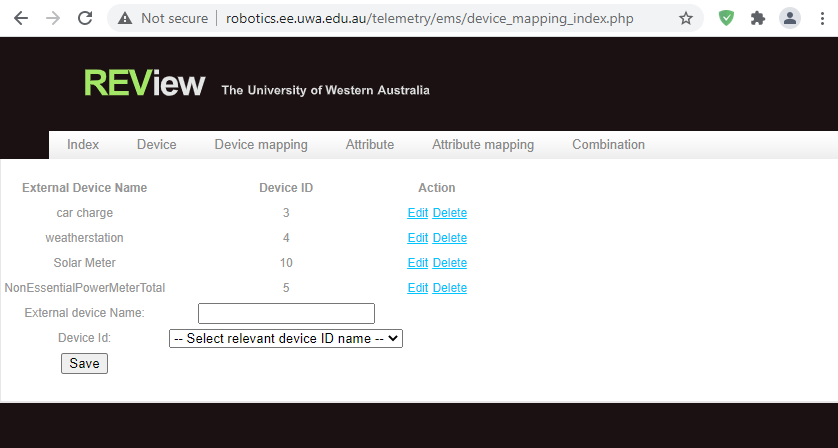 Not secure | robotics.ee.uwa.edu.au/telemetry/ems/device_mapping_index.php
REView The University of Western Australia
Index Device Device mapping Attribute Attribute mapping Combination
External Device Name Device ID Action
car charge 3 Edit Delete
weatherstation 4 Edit Delete
Solar Meter 10 Edit Delete
NonEssentialPowerMeterTotal 5 Edit Delete
External device Name:
Device Id: -- Select relevant device ID name --
Save